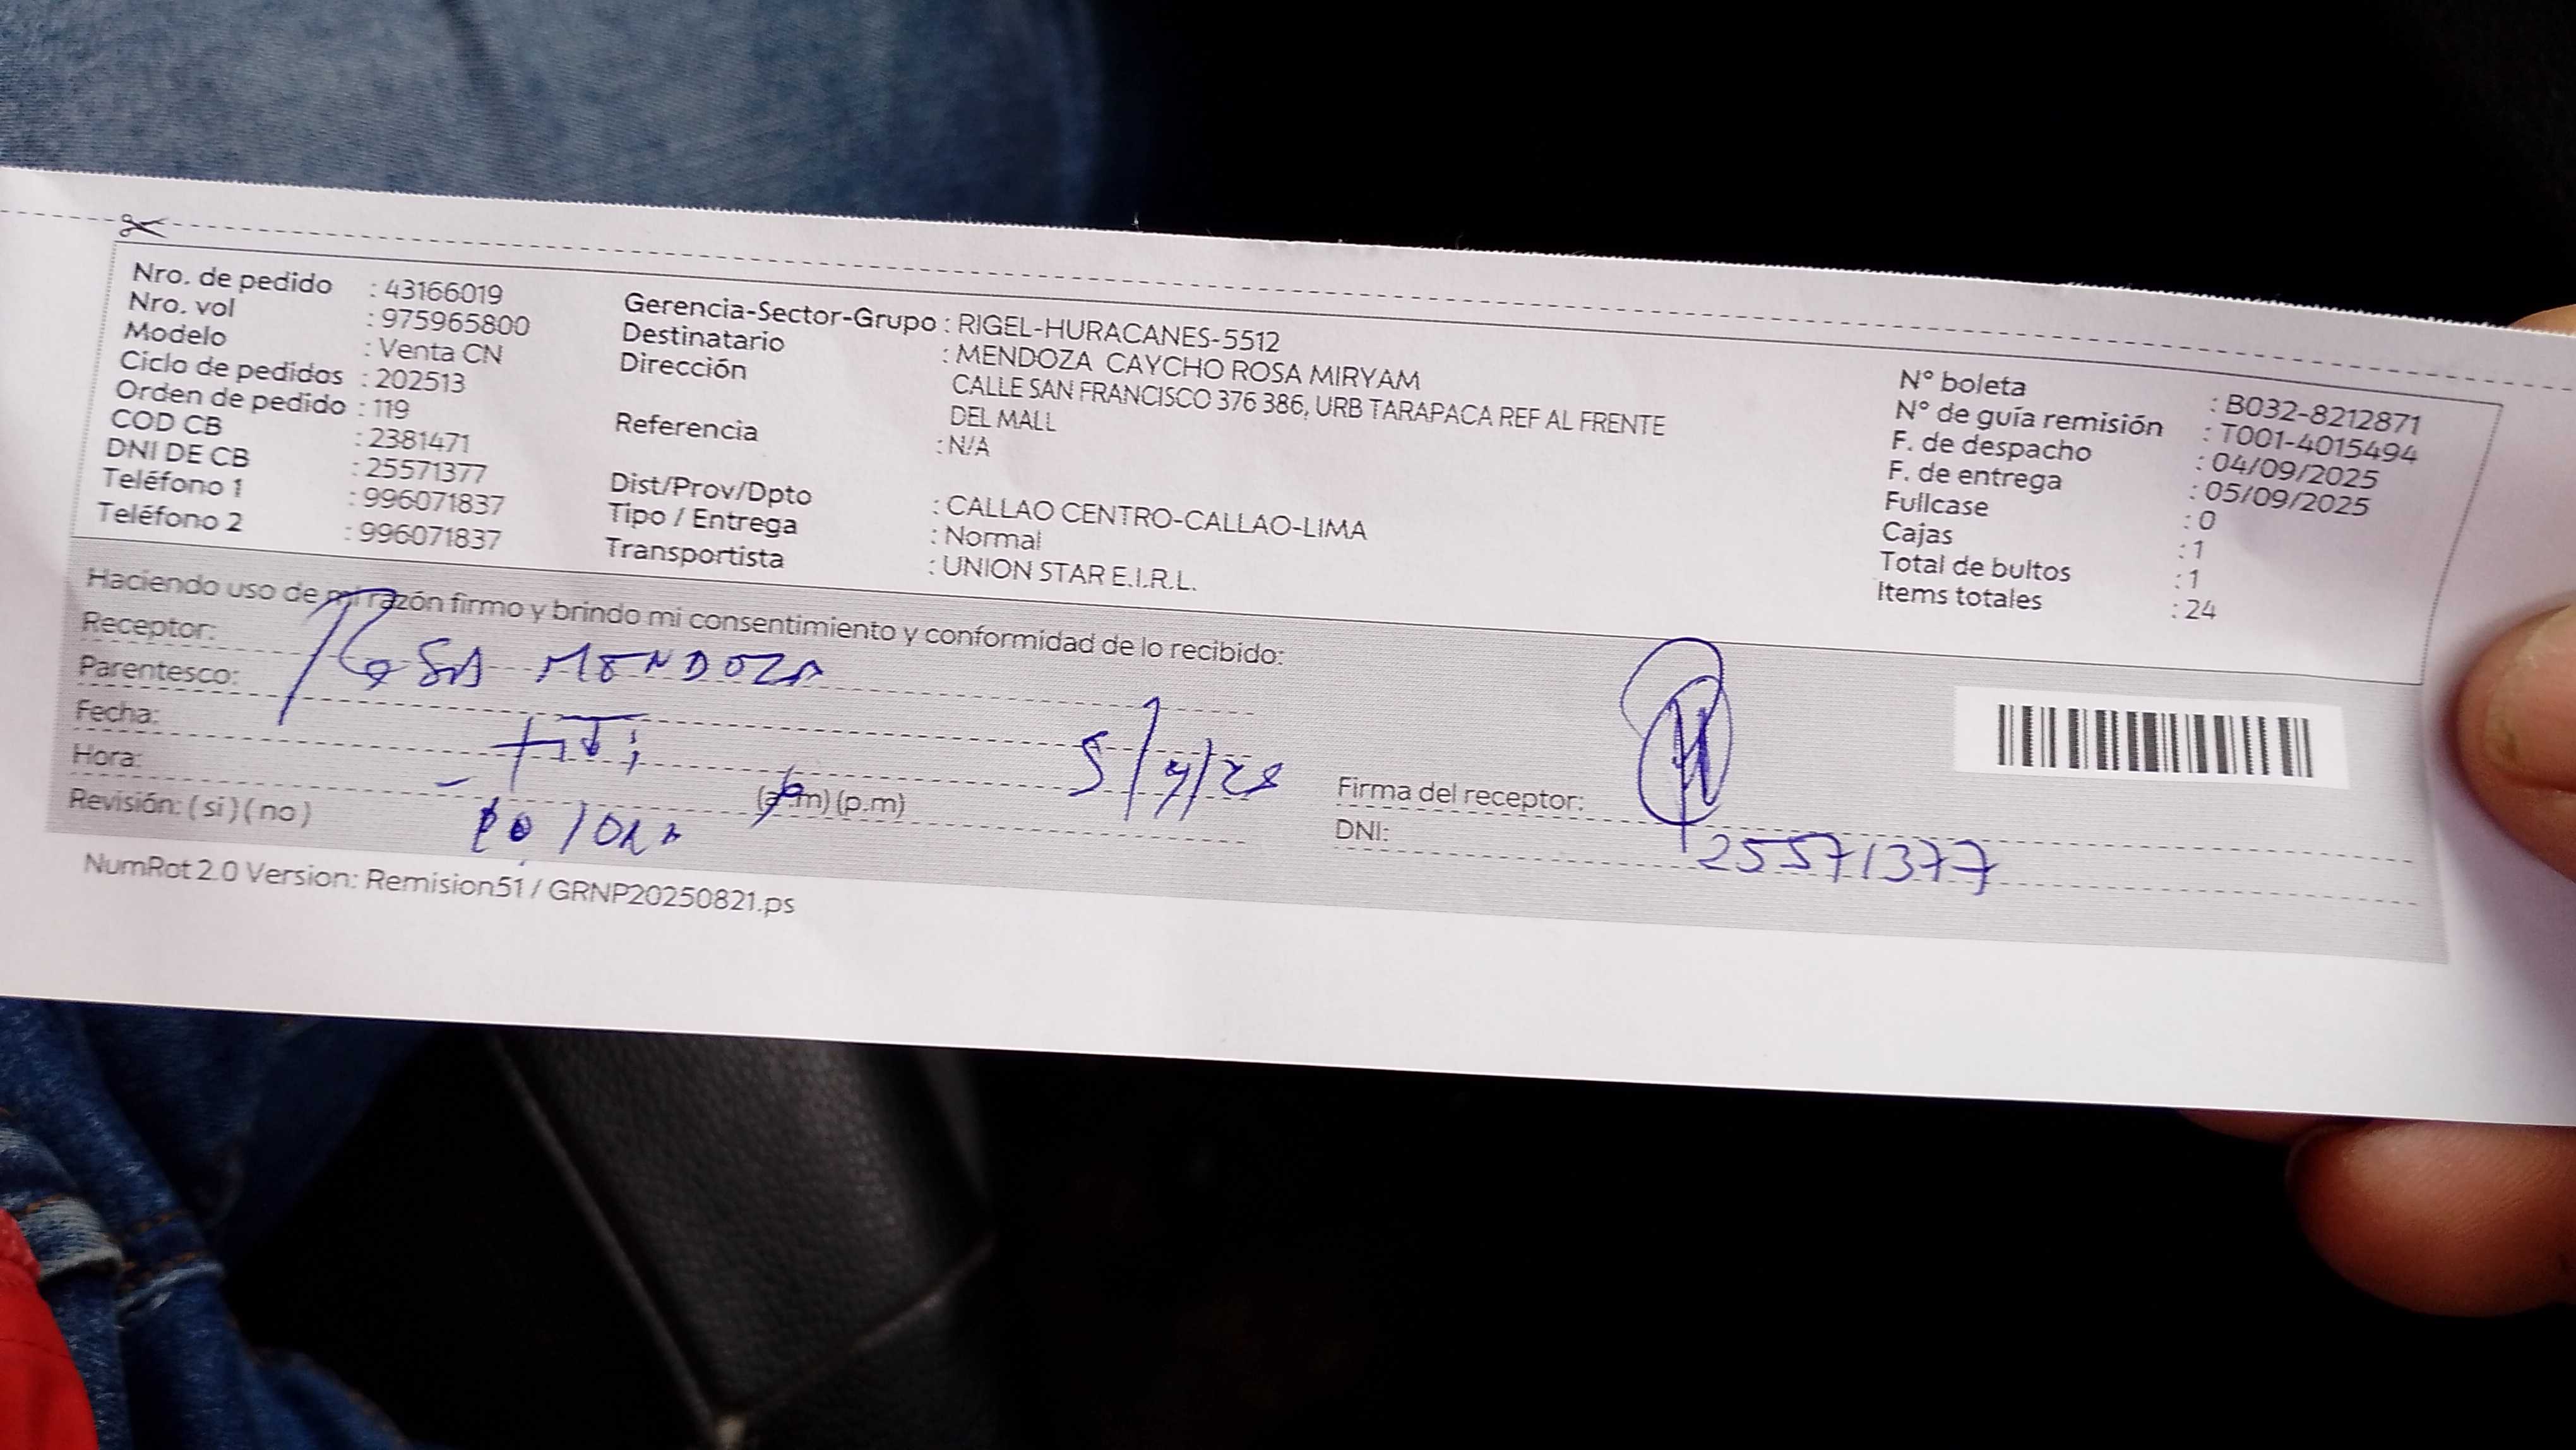 Nro. de pedido : 43166019
Nro. vol : 975965800
Modelo : Venta CN
Ciclo de pedidos : 202513
Orden de pedido : 119
COD CB : 2381471
DNI DE CB : 25571377
Teléfono 1 : 996071837
Teléfono 2 : 996071837
Gerencia-Sector-Grupo : RIGEL-HURACANES-5512
Destinatario : MENDOZA CAYCHO ROSA MIRYAM
Dirección CALLE SAN FRANCISCO 376 386, URB TARAPACA REF AL FRENTE
DEL MALL
Referencia : N/A
Dist/Prov/Dpto : CALLAO CENTRO-CALLAO-LIMA
Tipo / Entrega : Normal
Transportista : UNION STAR E.I.R.L.
N° boleta : B032-8212871
N° de guía remisión : T001-4015494
F. de despacho : 04/09/2025
F. de entrega : 05/09/2025
Fullcase : 0
Cajas : 1
Total de bultos : 1
Items totales : 24
Haciendo uso de mi razón firmo y brindo mi consentimiento y conformidad de lo recibido:
Receptor: ROSA MENDOZA
Parentesco:
Fecha:
Hora: (a.m) (p.m)
Revisión: ( si ) ( no )
Firma del receptor:
DNI: 25571377
NumRot 2.0 Version: Remision51 / GRNP20250821.ps